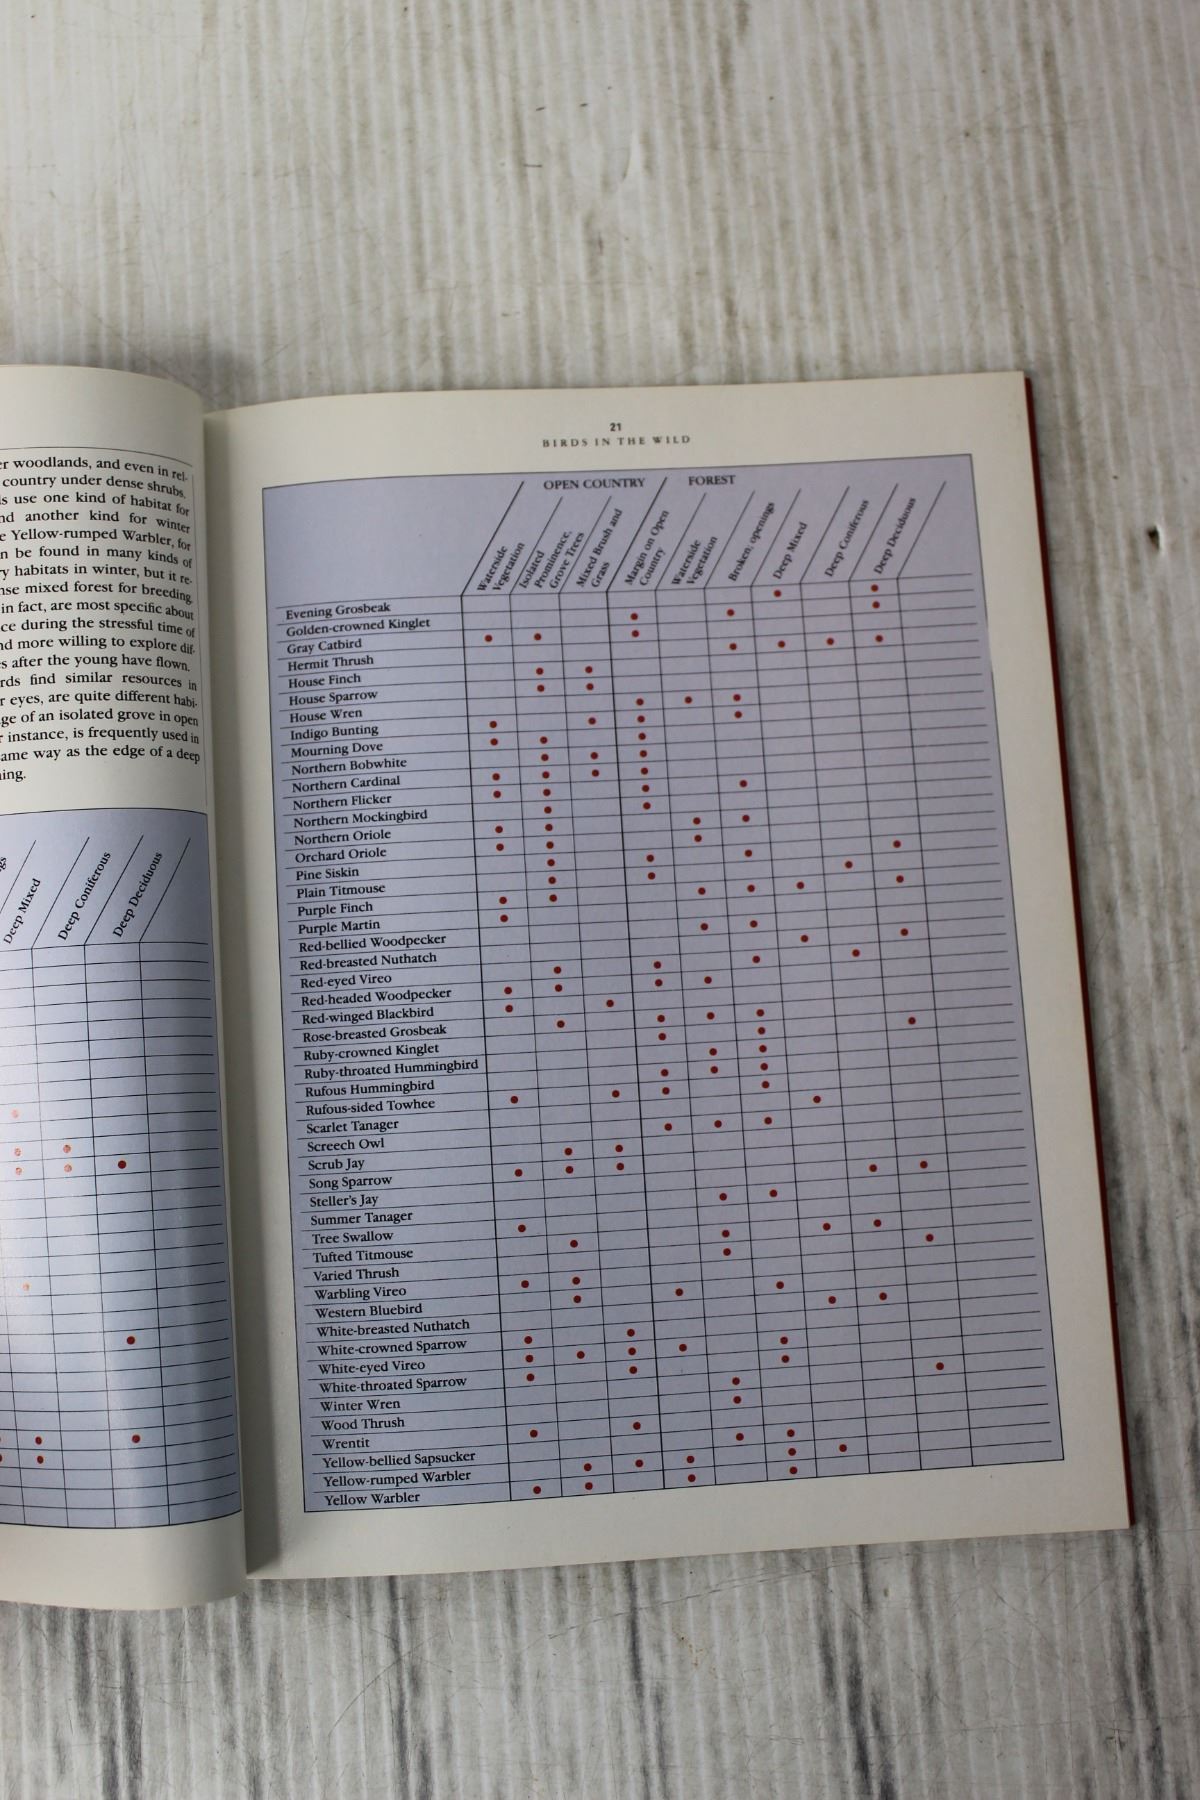 er woodlands, and even in rel-
country under dense shrubs.
s use one kind of habitat for
nd another kind for winter
e Yellow-rumped Warbler, for
n be found in many kinds of
y habitats in winter, but it re-
nse mixed forest for breeding.
in fact, are most specific about
ce during the stressful time of
nd more willing to explore dif-
s after the young have flown.
rds find similar resources in
r eyes, are quite different habi-
ge of an isolated grove in open
r instance, is frequently used in
ame way as the edge of a deep
ing.
gs
Deep Mixed
Deep Coniferous
Deep Deciduous
21
BIRDS IN THE WILD
OPEN COUNTRY
FOREST
Waterside
Vegetation
Isolated
Prominence,
Grove Trees
Mixed Brush and
Grass
Margin on Open
Country
Waterside
Vegetation
Broken; openings
Deep Mixed
Deep Coniferous
Deep Deciduous
Evening Grosbeak
Golden-crowned Kinglet
Gray Catbird
Hermit Thrush
House Finch
House Sparrow
House Wren
Indigo Bunting
Mourning Dove
Northern Bobwhite
Northern Cardinal
Northern Flicker
Northern Mockingbird
Northern Oriole
Orchard Oriole
Pine Siskin
Plain Titmouse
Purple Finch
Purple Martin
Red-bellied Woodpecker
Red-breasted Nuthatch
Red-eyed Vireo
Red-headed Woodpecker
Red-winged Blackbird
Rose-breasted Grosbeak
Ruby-crowned Kinglet
Ruby-throated Hummingbird
Rufous Hummingbird
Rufous-sided Towhee
Scarlet Tanager
Screech Owl
Scrub Jay
Song Sparrow
Steller's Jay
Summer Tanager
Tree Swallow
Tufted Titmouse
Varied Thrush
Warbling Vireo
Western Bluebird
White-breasted Nuthatch
White-crowned Sparrow
White-eyed Vireo
White-throated Sparrow
Winter Wren
Wood Thrush
Wrentit
Yellow-bellied Sapsucker
Yellow-rumped Warbler
Yellow Warbler